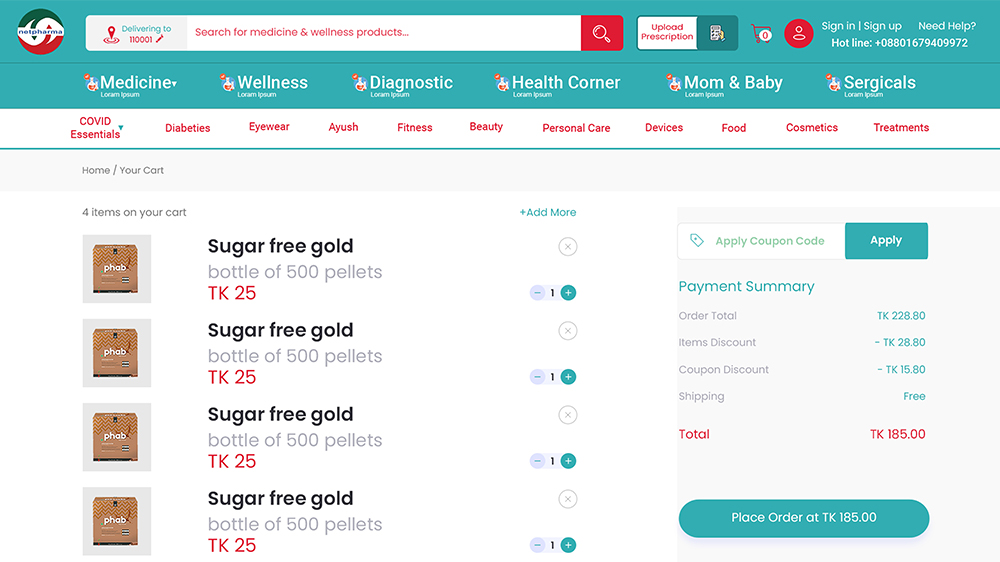 netpharma
Delivering to
110001
Search for medicine & wellness products...
Upload
Prescription
0
Sign in | Sign up
Need Help?
Hot line: +08801679409972
Medicine
Lorem Ipsum
Wellness
Lorem Ipsum
Diagnostic
Lorem Ipsum
Health Corner
Lorem Ipsum
Mom & Baby
Lorem Ipsum
Sergicals
Lorem Ipsum
COVID
Essentials
Diabeties
Eyewear
Ayush
Fitness
Beauty
Personal Care
Devices
Food
Cosmetics
Treatments
Home / Your Cart
4 items on your cart
+Add More
phab
Sugar free gold
bottle of 500 pellets
TK 25
− 1 +
phab
Sugar free gold
bottle of 500 pellets
TK 25
− 1 +
phab
Sugar free gold
bottle of 500 pellets
TK 25
− 1 +
phab
Sugar free gold
bottle of 500 pellets
TK 25
− 1 +
Apply Coupon Code
Apply
Payment Summary
Order Total TK 228.80
Items Discount - TK 28.80
Coupon Discount - TK 15.80
Shipping Free
Total TK 185.00
Place Order at TK 185.00